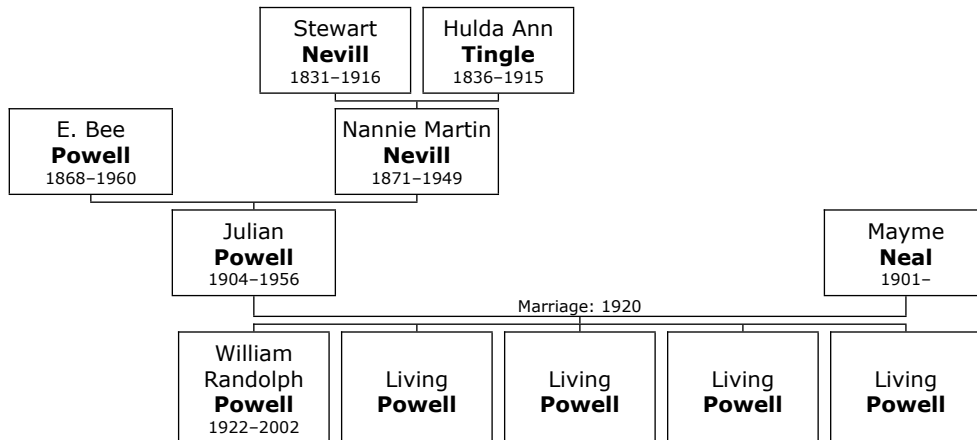 Stewart
Nevill
1831–1916
Hulda Ann
Tingle
1836–1915
E. Bee
Powell
1868–1960
Nannie Martin
Nevill
1871–1949
Julian
Powell
1904–1956
Mayme
Neal
1901–
Marriage: 1920
William
Randolph
Powell
1922–2002
Living
Powell
Living
Powell
Living
Powell
Living
Powell